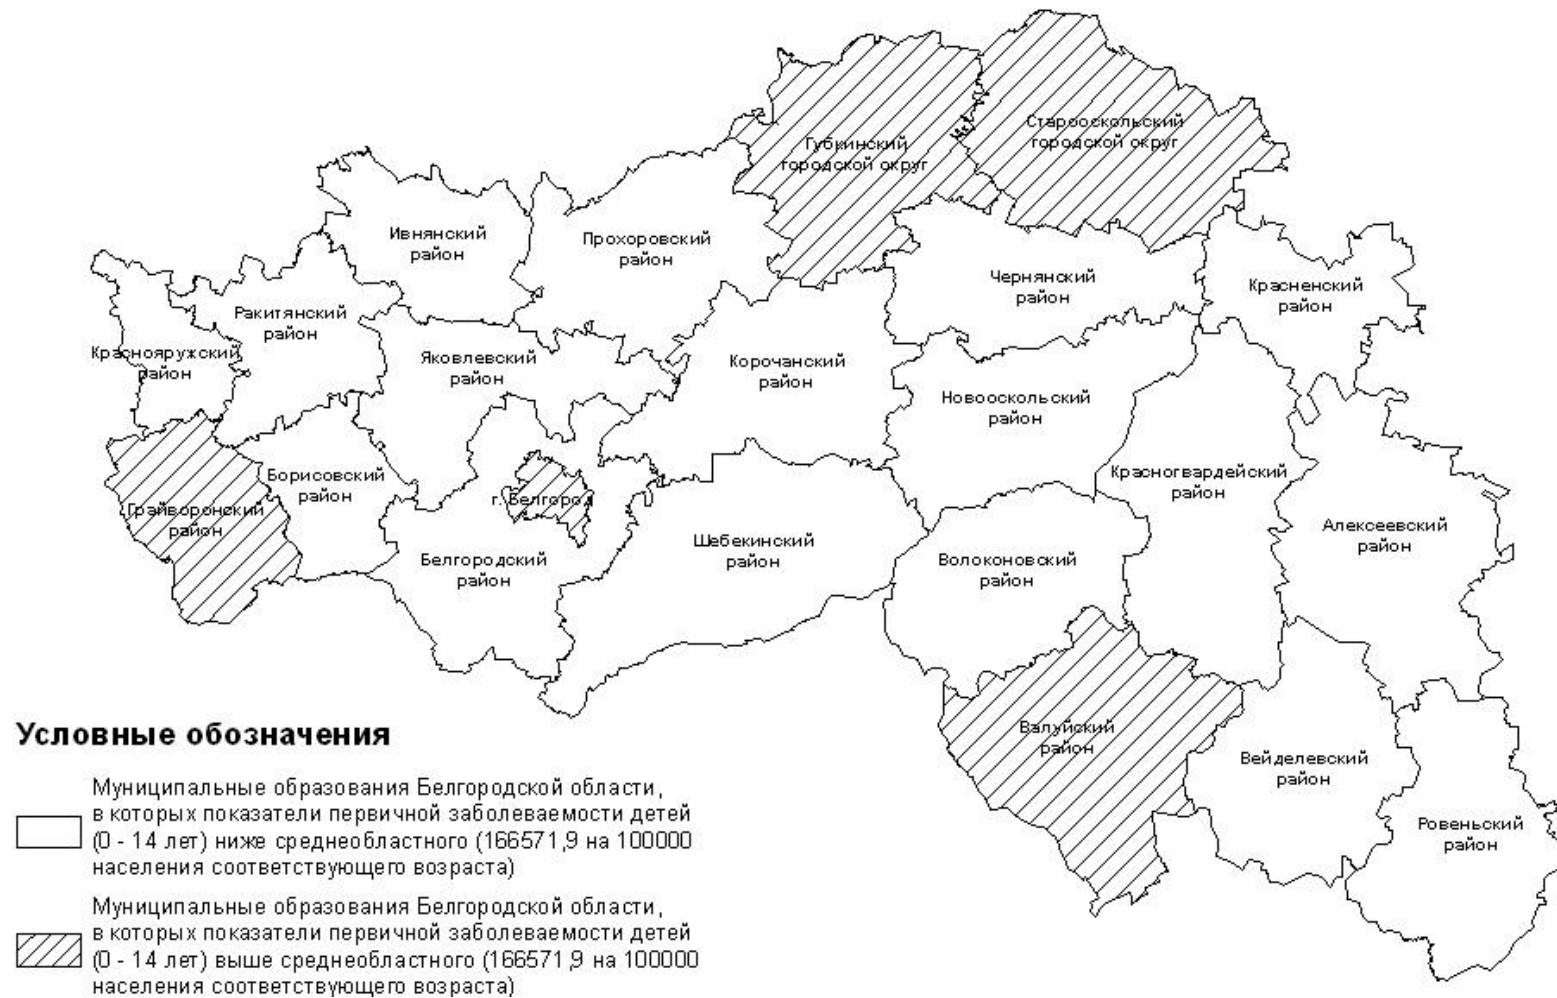 Старооскольский
городской округ
Губкинский
городской округ
Ивнянский
район
Прохоровский
район
Чернянский
район
Красненский
район
Ракитянский
район
Краснояружский
район
Яковлевский
район
Корочанский
район
Новооскольский
район
Красногвардейский
район
Борисовский
район
г. Белгород
Грайворонский
район
Алексеевский
район
Шебекинский
район
Белгородский
район
Волоконовский
район
Валуйский
район
Вейделевский
район
Ровеньский
район
Условные обозначения
Муниципальные образования Белгородской области,
в которых показатели первичной заболеваемости детей
(0 - 14 лет) ниже среднеобластного (166571,9 на 100000
населения соответствующего возраста)
Муниципальные образования Белгородской области,
в которых показатели первичной заболеваемости детей
(0 - 14 лет) выше среднеобластного (166571,9 на 100000
населения соответствующего возраста)